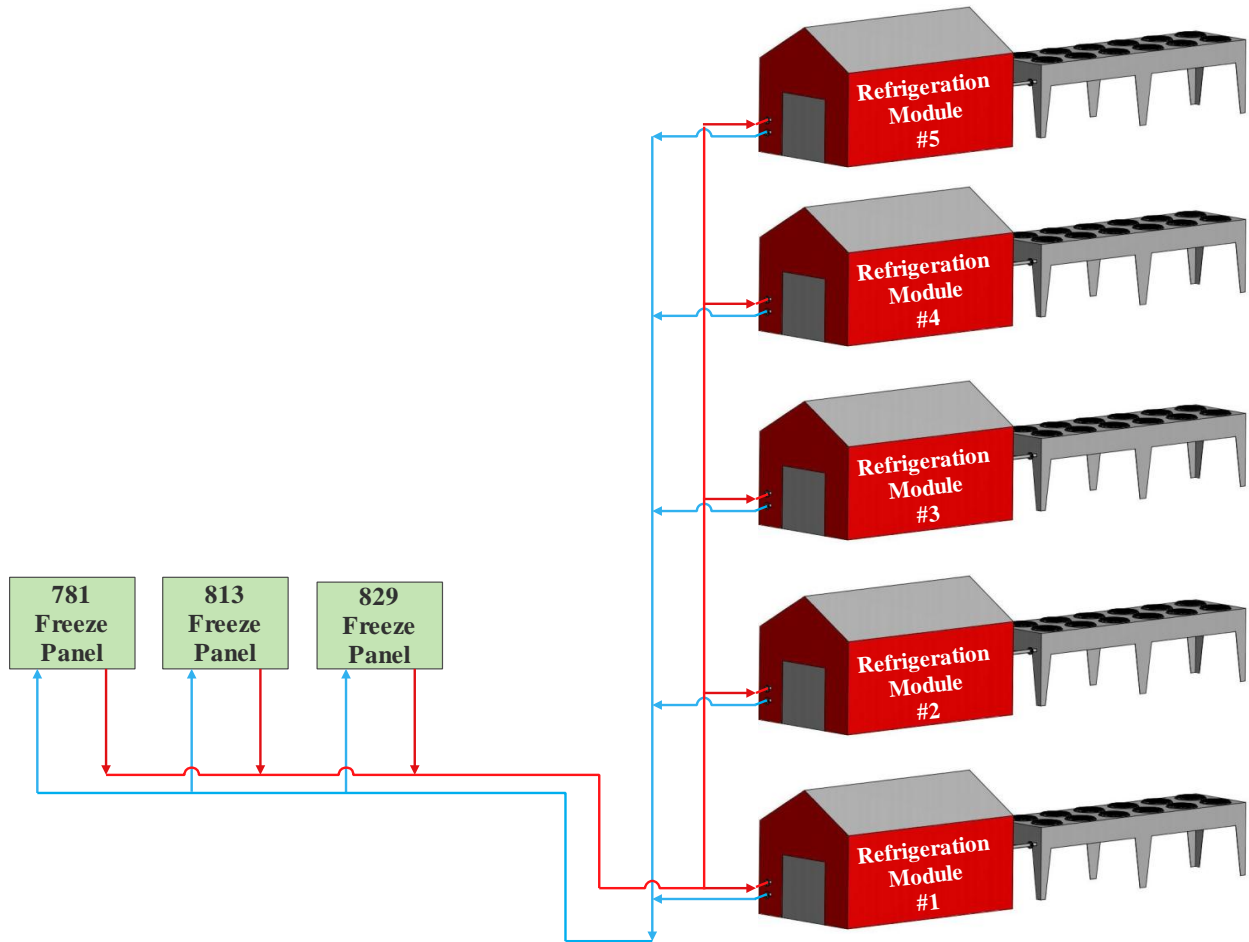 Refrigeration
Module
#5
Refrigeration
Module
#4
Refrigeration
Module
#3
781
Freeze
Panel
813
Freeze
Panel
829
Freeze
Panel
Refrigeration
Module
#2
Refrigeration
Module
#1